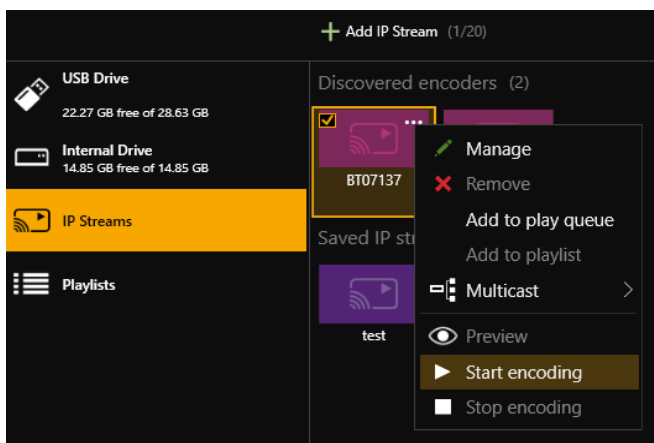 Add IP Stream (1/20)
USB Drive
22.27 GB free of 28.63 GB
Internal Drive
14.85 GB free of 14.85 GB
IP Streams
Playlists
Discovered encoders (2)
BT07137
Saved IP str
test
Manage
Remove
Add to play queue
Add to playlist
Multicast
Preview
Start encoding
Stop encoding